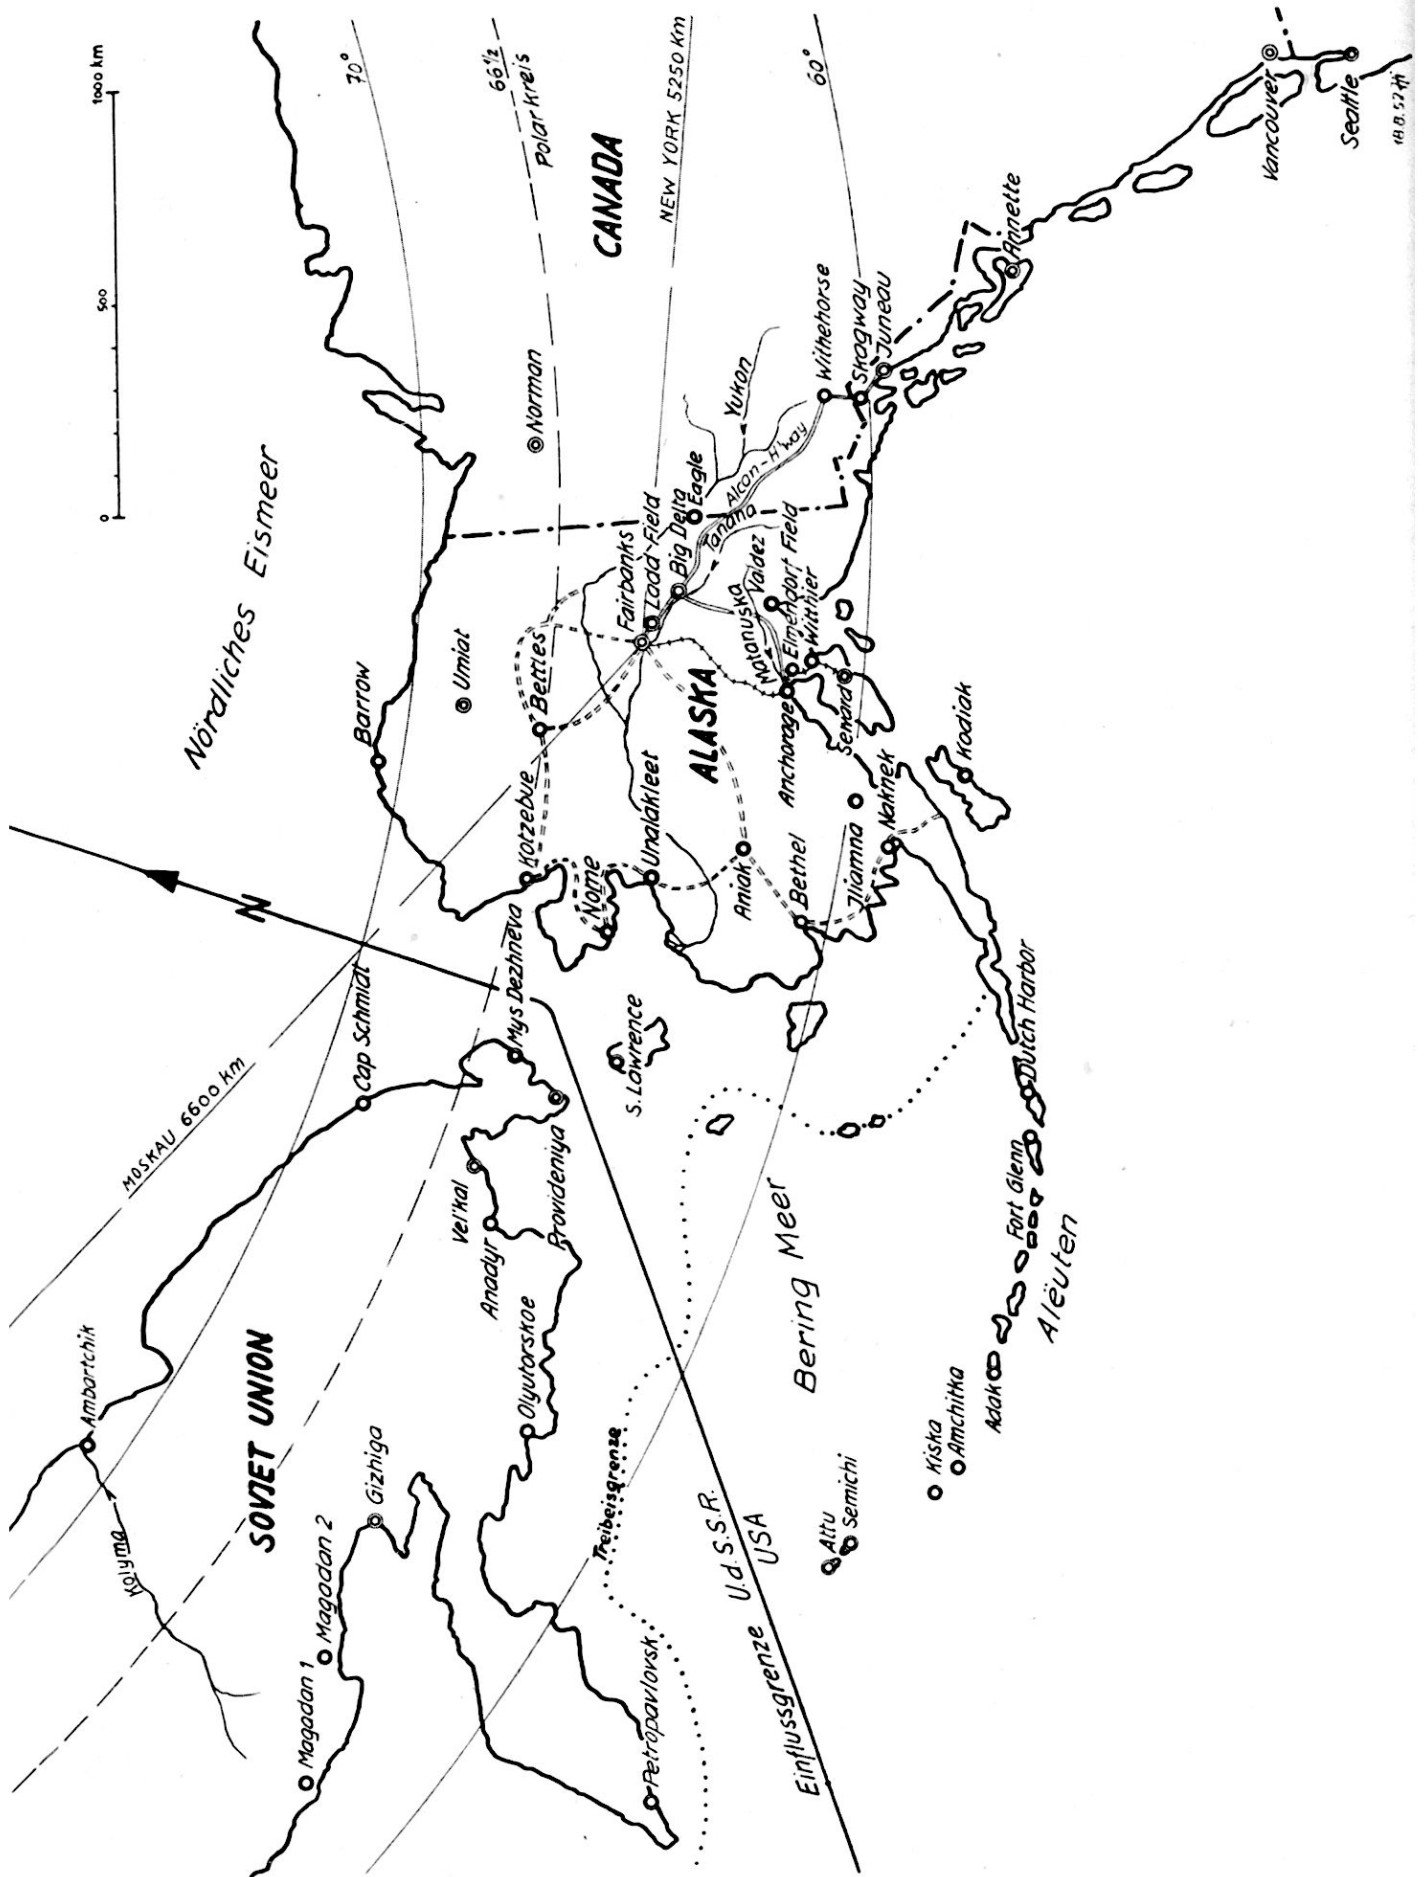 0
500
1000 km
Nördliches Eismeer
70°
66½
Polarkreis
60°
NEW YORK 5250 Km
MOSKAU 6600 Km
N
SOVIET UNION
ALASKA
CANADA
Ambartchik
Kolyma
Magadan 1
Magadan 2
Gizhiga
Cap Schmidt
Mys Dezhneva
Vel'kal
Anadyr
Provideniya
Olyutorskoe
Petropavlovsk
Treibeisgrenze
Einflussgrenze
U.d.S.S.R.
USA
Bering Meer
S. Lawrence
Barrow
Umiat
Kotzebue
Bettles
Nome
Unalakleet
Aniak
Bethel
Fairbanks
Ladd-Field
Big Delta
Eagle
Tanana
Alcan-H'way
Yukon
Norman
Withehorse
Skagway
Juneau
Annette
Vancouver
Seattle
Matanuska
Valdez
Elmendorf Field
Witthier
Anchorage
Seward
Iliamna
Naknek
Kodiak
Dutch Harbor
Fort Glenn
Alëuten
Adak
Amchitka
Kiska
Attu
Semichi